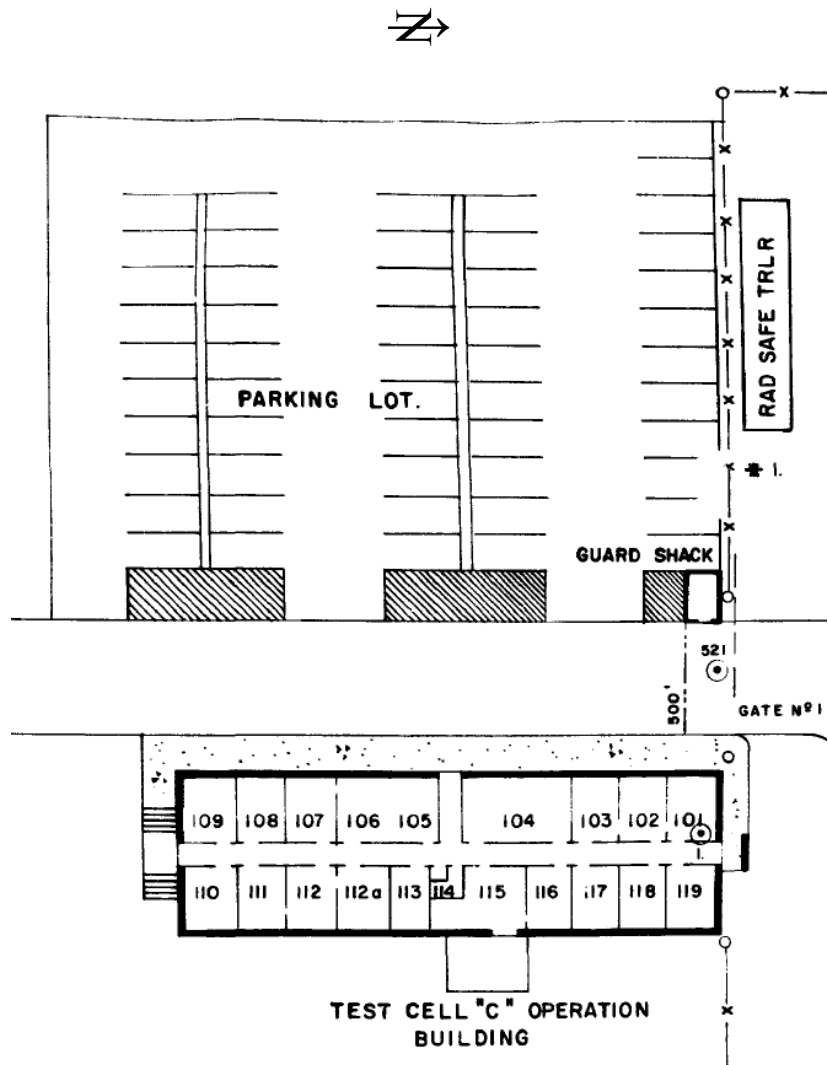 N
RAD SAFE TRLR
PARKING LOT.
# 1.
GUARD SHACK
521
500'
GATE Nº 1
109 108 107 106 105 104 103 102 101
1.
110 111 112 112a 113 114 115 116 117 118 119
TEST CELL "C" OPERATION
BUILDING